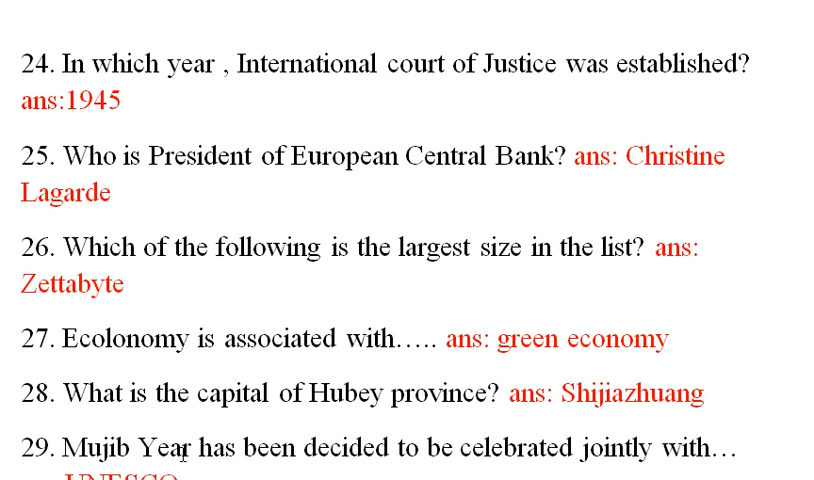 24. In which year , International court of Justice was established?
ans:1945
25. Who is President of European Central Bank? ans: Christine
Lagarde
26. Which of the following is the largest size in the list? ans:
Zettabyte
27. Ecolonomy is associated with….. ans: green economy
28. What is the capital of Hubey province? ans: Shijiazhuang
29. Mujib Year has been decided to be celebrated jointly with…
UNESCO